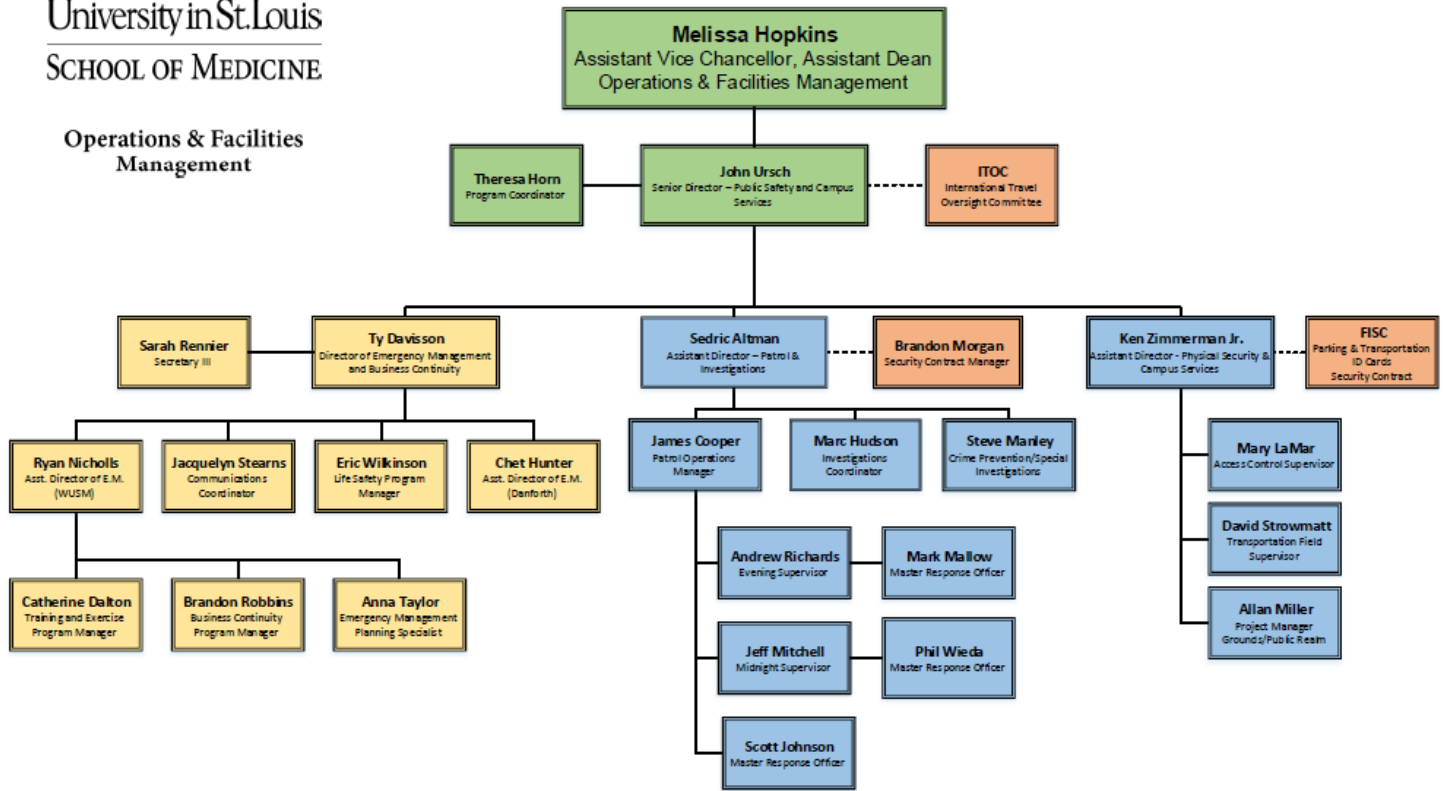 University in St. Louis
SCHOOL OF MEDICINE
Operations & Facilities
Management
Melissa Hopkins
Assistant Vice Chancellor, Assistant Dean
Operations & Facilities Management
Theresa Horn
Program Coordinator
John Ursch
Senior Director – Public Safety and Campus
Services
ITOC
International Travel
Oversight Committee
Sarah Rennier
Secretary III
Ty Davisson
Director of Emergency Management
and Business Continuity
Sedric Altman
Assistant Director – Patrol &
Investigations
Brandon Morgan
Security Contract Manager
Ken Zimmerman Jr.
Assistant Director - Physical Security &
Campus Services
FISC
Parking & Transportation
ID Cards
Security Contract
Ryan Nicholls
Asst. Director of E.M.
(WUSM)
Jacquelyn Stearns
Communications
Coordinator
Eric Wilkinson
Life Safety Program
Manager
Chet Hunter
Asst. Director of E.M.
(Danforth)
James Cooper
Patrol Operations
Manager
Marc Hudson
Investigations
Coordinator
Steve Manley
Crime Prevention/Special
Investigations
Mary LaMar
Access Control Supervisor
David Strowmatt
Transportation Field
Supervisor
Allan Miller
Project Manager
Grounds/Public Realm
Catherine Dalton
Training and Exercise
Program Manager
Brandon Robbins
Business Continuity
Program Manager
Anna Taylor
Emergency Management
Planning Specialist
Andrew Richards
Evening Supervisor
Mark Mallow
Master Response Officer
Jeff Mitchell
Midnight Supervisor
Phil Wieda
Master Response Officer
Scott Johnson
Master Response Officer